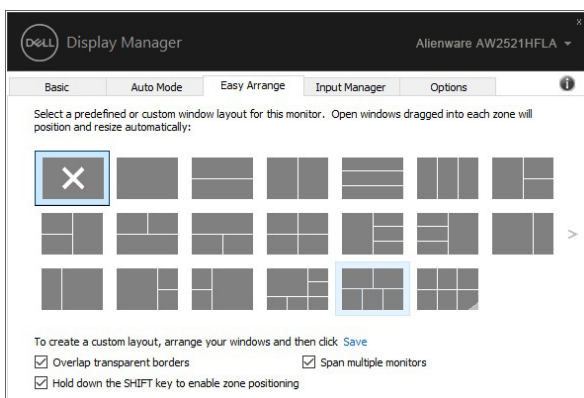 DELL Display Manager
Alienware AW2521HFLA
Basic Auto Mode Easy Arrange Input Manager Options
Select a predefined or custom window layout for this monitor. Open windows dragged into each zone will
position and resize automatically:
To create a custom layout, arrange your windows and then click Save
Overlap transparent borders
Span multiple monitors
Hold down the SHIFT key to enable zone positioning